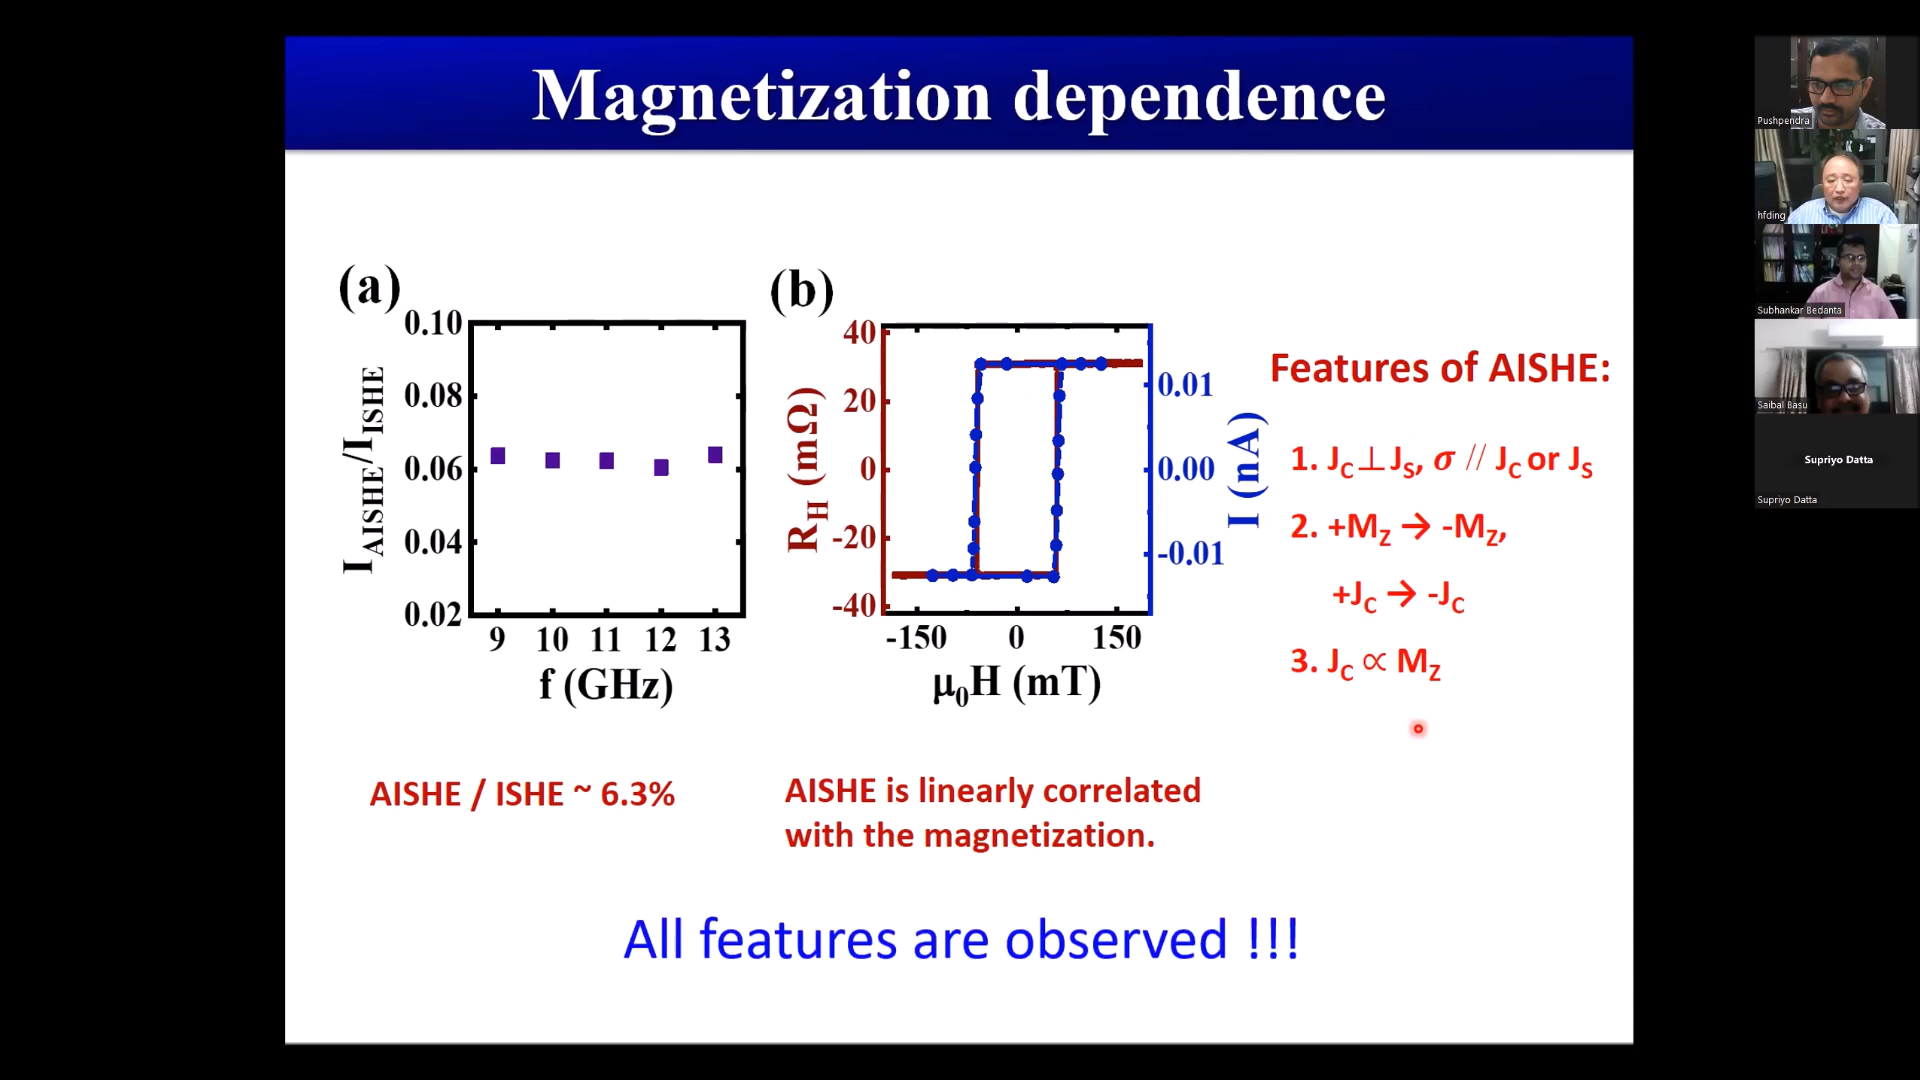 Magnetization dependence
(a)
0.10
0.08
0.06
0.04
0.02
I_AISHE/I_ISHE
9 10 11 12 13
f (GHz)
(b)
40
20
0
-20
-40
R_H (mΩ)
0.01
0.00
-0.01
I (nA)
-150 0 150
μ₀H (mT)
Features of AISHE:
1. J_C ⊥ J_S, σ // J_C or J_S
2. +M_Z → -M_Z,
+J_C → -J_C
3. J_C ∝ M_Z
AISHE / ISHE ~ 6.3%
AISHE is linearly correlated
with the magnetization.
All features are observed !!!
Pushpendra
hfding
Subhankar Bedanta
Saibal Basu
Supriyo Datta
Supriyo Datta